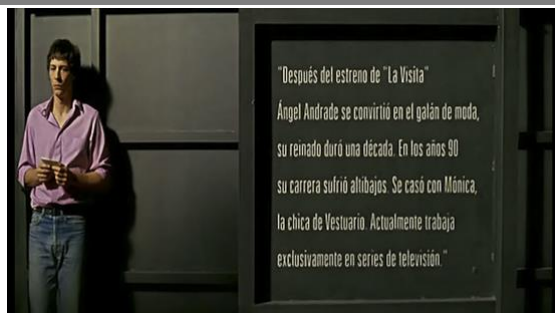 "Después del estreno de "La Visita"
Ángel Andrade se convirtió en el galán de moda,
su reinado duró una década. En los años 90
su carrera sufrió altibajos. Se casó con Mónica,
la chica de Vestuario. Actualmente trabaja
exclusivamente en series de televisión."